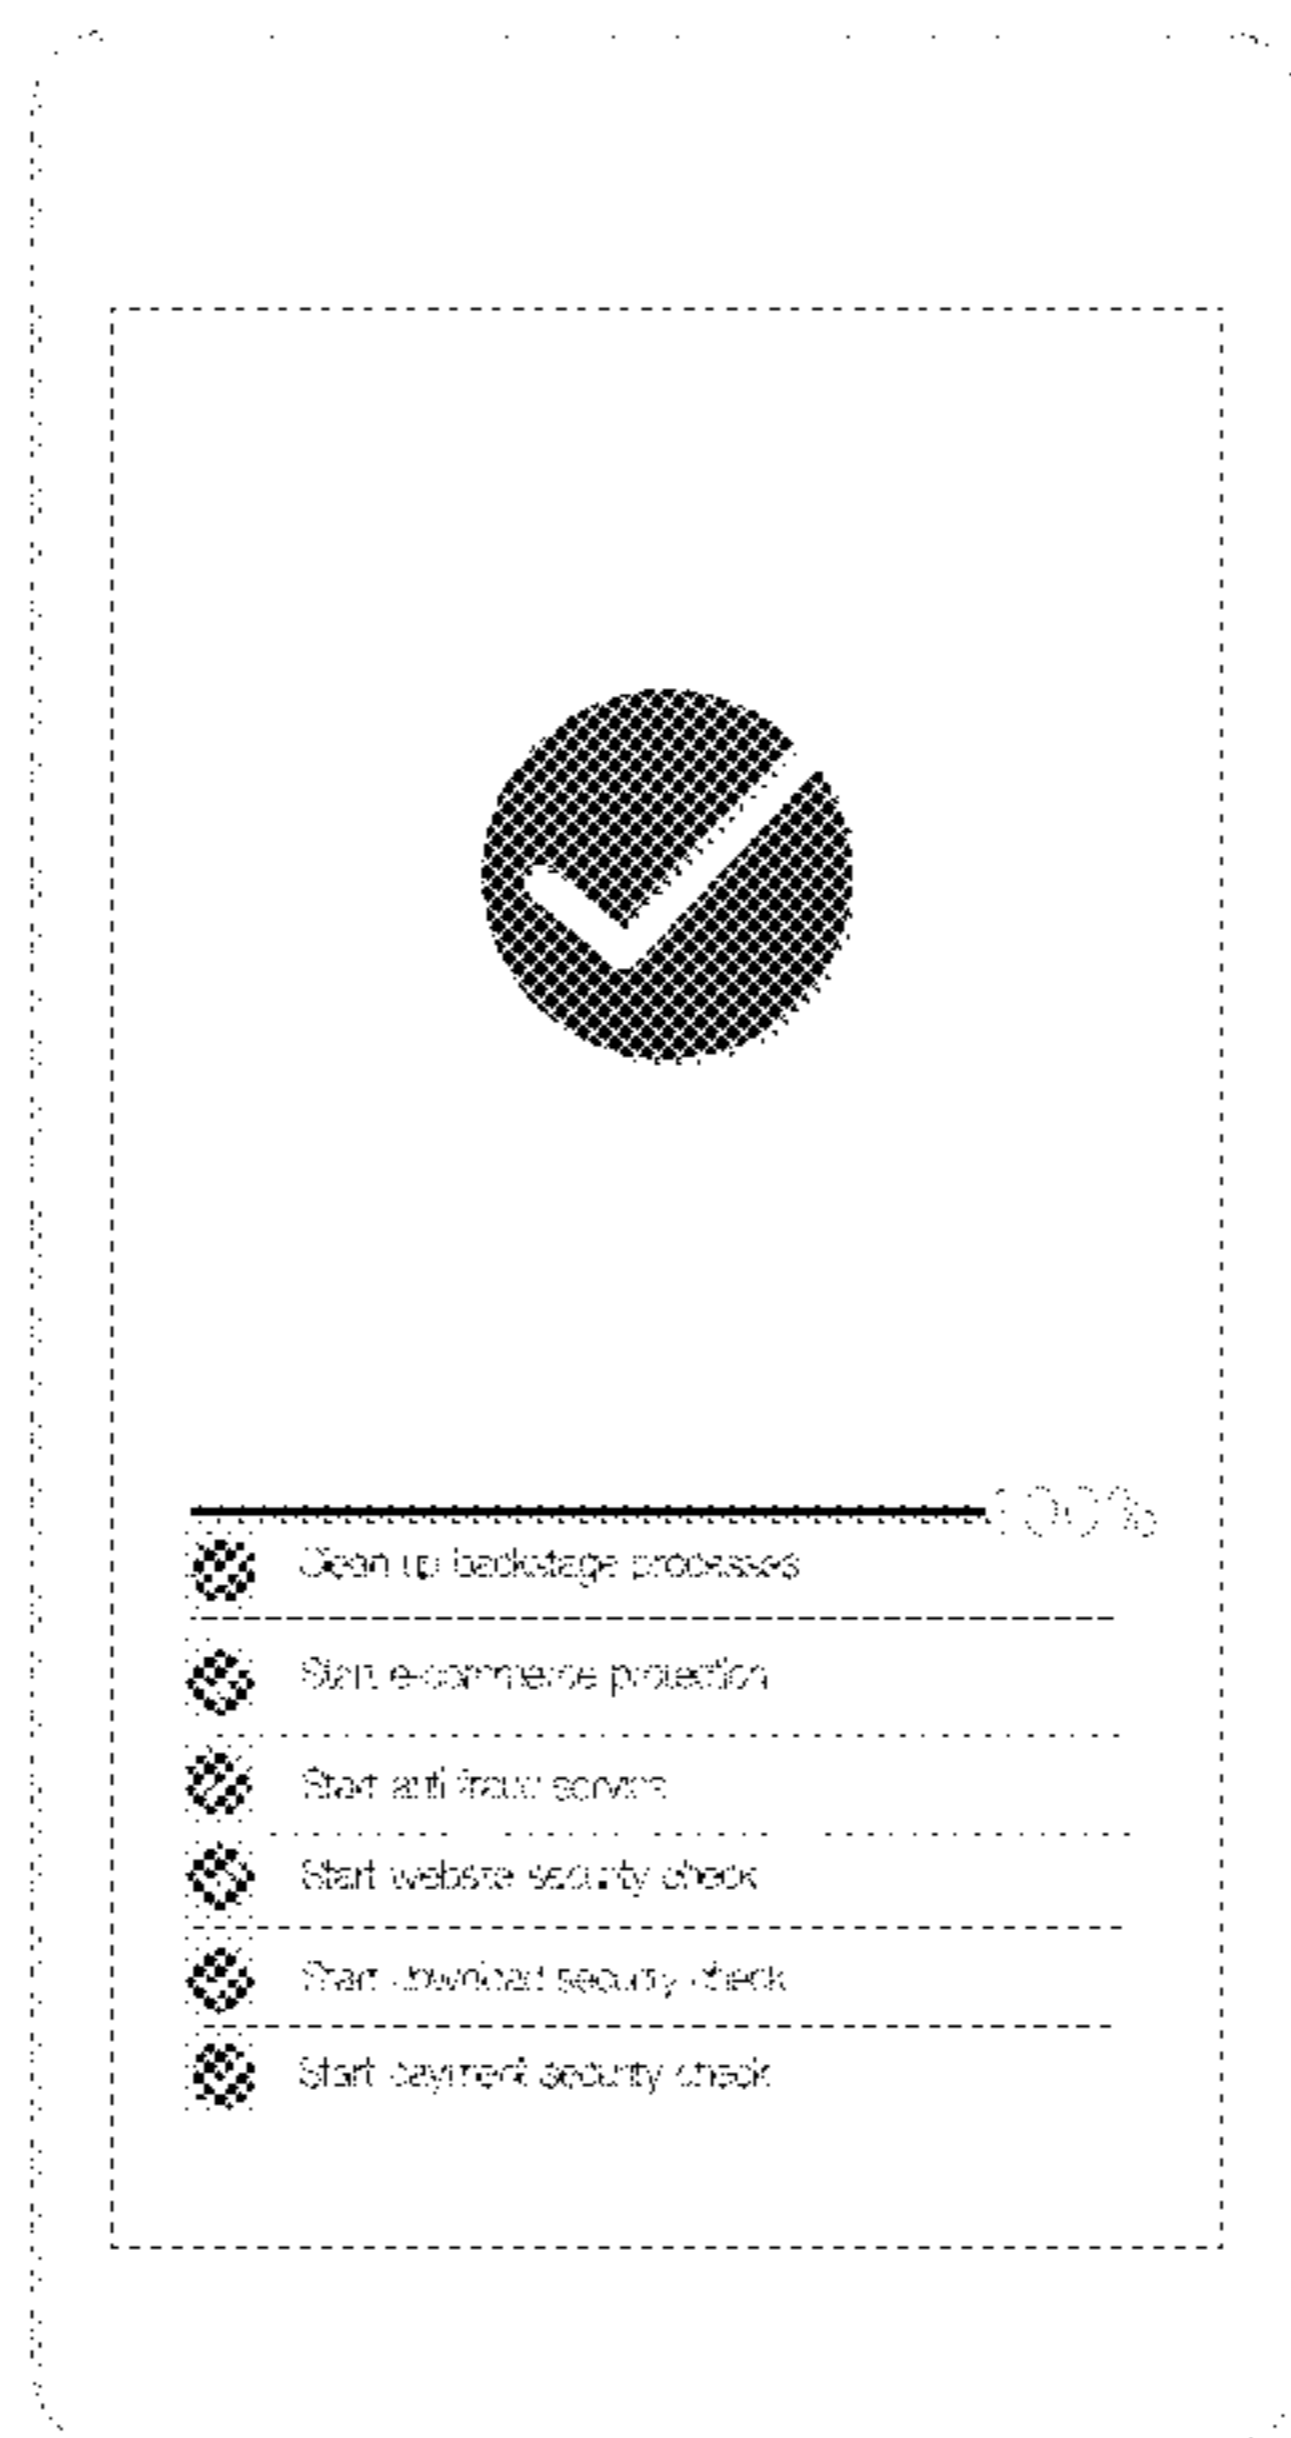 100%
Clean up backstage processes
Start e-commerce protection
Start anti fraud service
Start website security check
Start download security check
Start payment security check